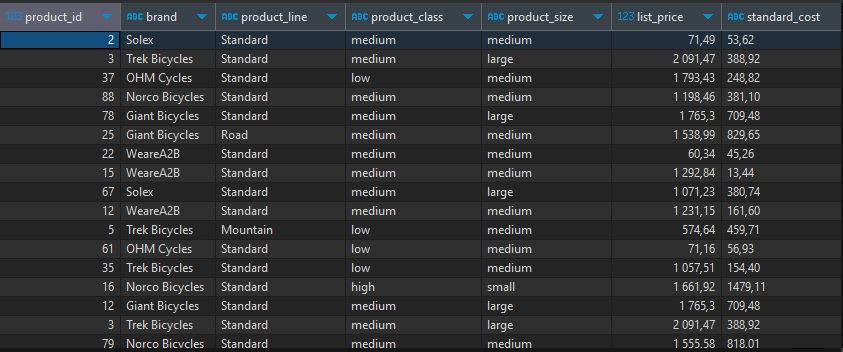 123 product_id ABC brand ABC product_line ABC product_class ABC product_size 123 list_price ABC standard_cost
2 Solex Standard medium medium 71,49 53,62
3 Trek Bicycles Standard medium large 2 091,47 388,92
37 OHM Cycles Standard low medium 1 793,43 248,82
88 Norco Bicycles Standard medium medium 1 198,46 381,10
78 Giant Bicycles Standard medium large 1 765,3 709,48
25 Giant Bicycles Road medium medium 1 538,99 829,65
22 WeareA2B Standard medium medium 60,34 45,26
15 WeareA2B Standard medium medium 1 292,84 13,44
67 Solex Standard medium large 1 071,23 380,74
12 WeareA2B Standard medium medium 1 231,15 161,60
5 Trek Bicycles Mountain low medium 574,64 459,71
61 OHM Cycles Standard low medium 71,16 56,93
35 Trek Bicycles Standard low medium 1 057,51 154,40
16 Norco Bicycles Standard high small 1 661,92 1479,11
12 Giant Bicycles Standard medium large 1 765,3 709,48
3 Trek Bicycles Standard medium large 2 091,47 388,92
79 Norco Bicycles Standard medium medium 1 555,58 818,01